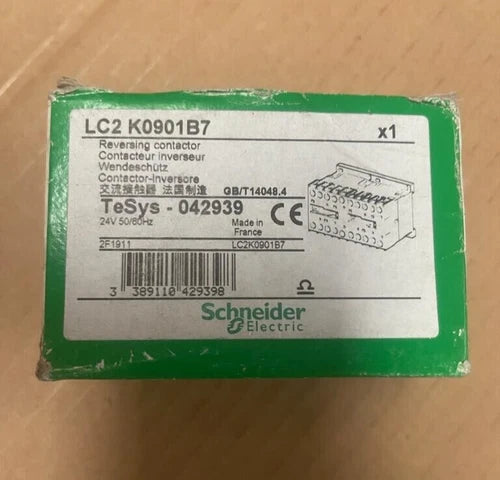 LC2 K0901B7 x1
Reversing contactor
Contacteur inverseur
Wendeschütz
Contactor-inversore
交流接触器 法国制造 GB/T14048.4
TeSys - 042939
24V 50/60Hz Made in France CE
2F1911 LC2K0901B7
3 389110 429398
Schneider
Electric